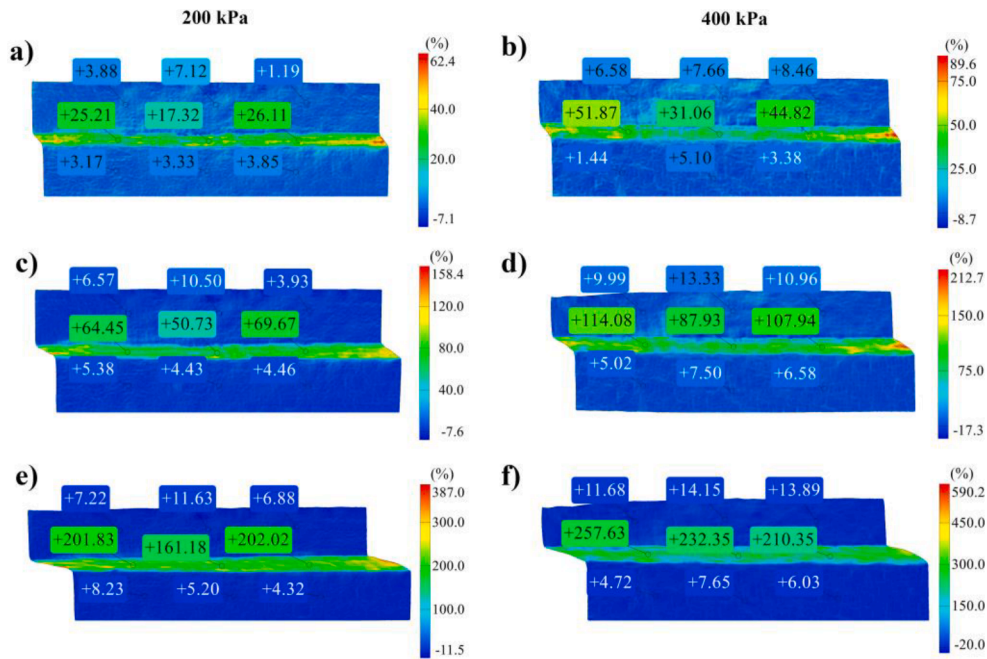 200 kPa
400 kPa
a)
+3.88 +7.12 +1.19
+25.21 +17.32 +26.11
+3.17 +3.33 +3.85
(%)
62.4
40.0
20.0
-7.1
b)
+6.58 +7.66 +8.46
+51.87 +31.06 +44.82
+1.44 +5.10 +3.38
(%)
89.6
75.0
50.0
25.0
-8.7
c)
+6.57 +10.50 +3.93
+64.45 +50.73 +69.67
+5.38 +4.43 +4.46
(%)
158.4
120.0
80.0
40.0
-7.6
d)
+9.99 +13.33 +10.96
+114.08 +87.93 +107.94
+5.02 +7.50 +6.58
(%)
212.7
150.0
75.0
-17.3
e)
+7.22 +11.63 +6.88
+201.83 +161.18 +202.02
+8.23 +5.20 +4.32
(%)
387.0
300.0
200.0
100.0
-11.5
f)
+11.68 +14.15 +13.89
+257.63 +232.35 +210.35
+4.72 +7.65 +6.03
(%)
590.2
450.0
300.0
150.0
-20.0